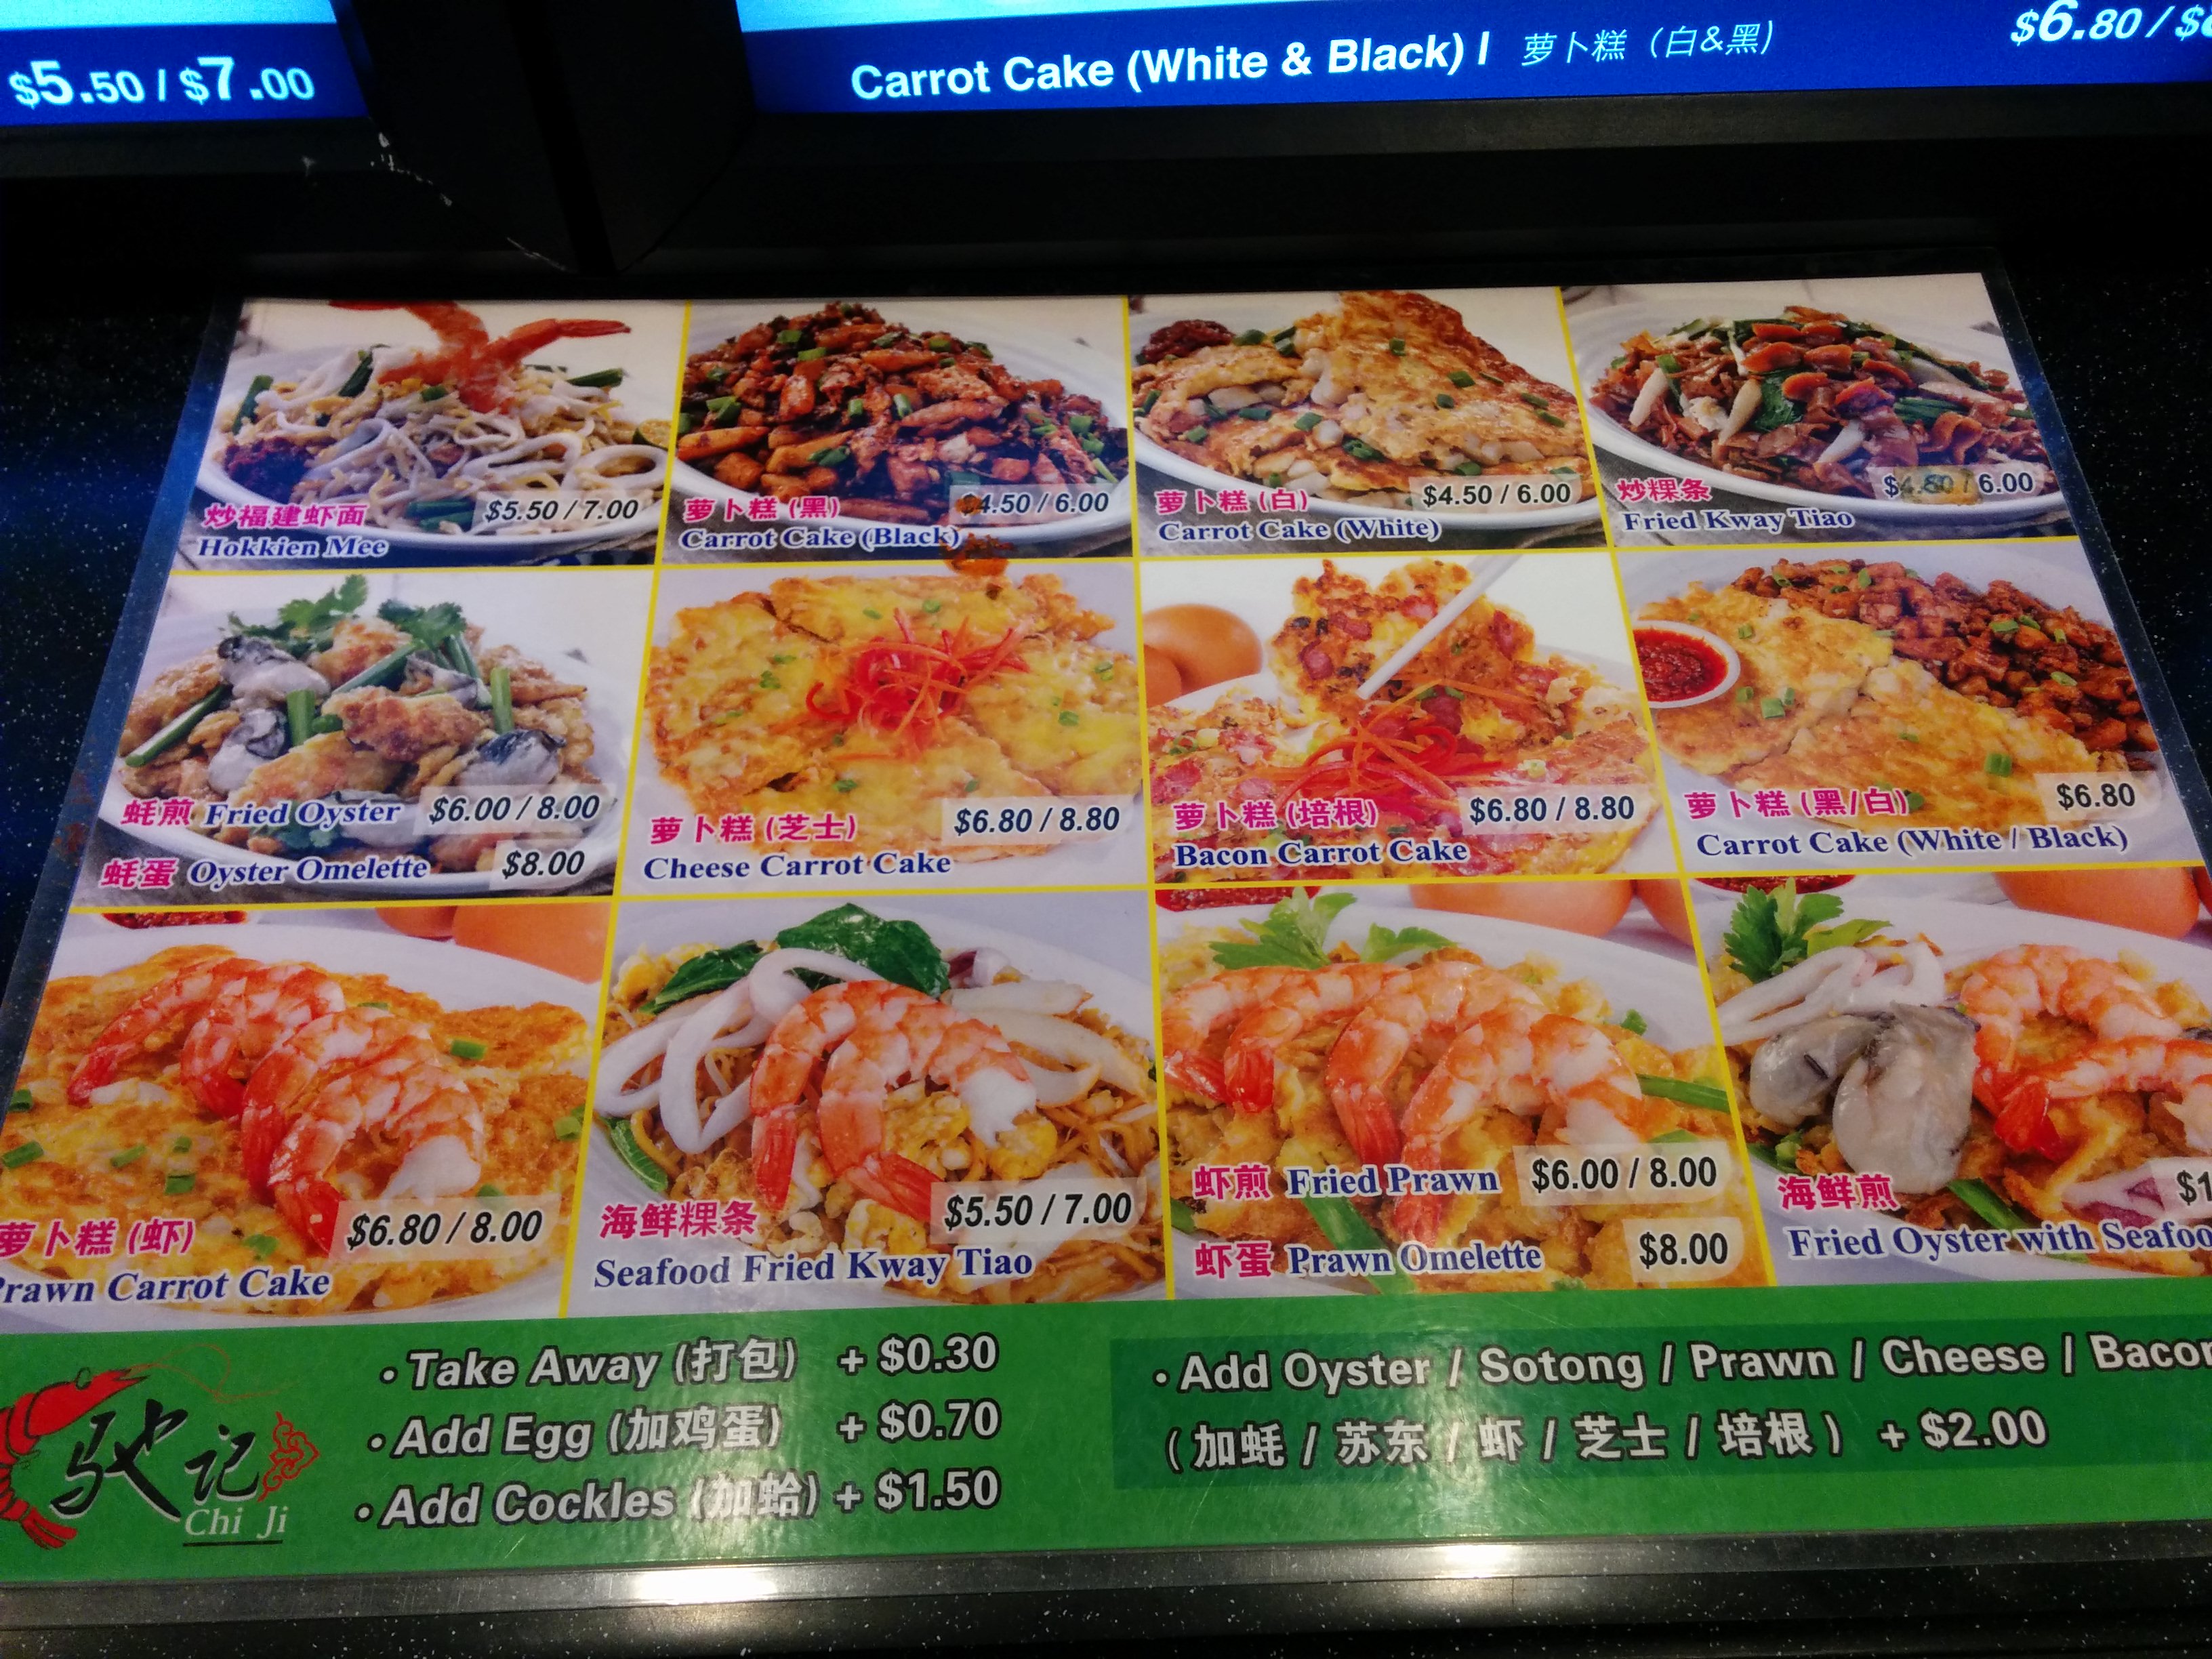 $5.50 / $7.00
Carrot Cake (White & Black) | 萝卜糕 (白&黑)
$6.80 /
炒福建虾面 $5.50 / 7.00
Hokkien Mee
萝卜糕 (黑) $4.50 / 6.00
Carrot Cake (Black)
萝卜糕 (白) $4.50 / 6.00
Carrot Cake (White)
炒粿条 $4.80 / 6.00
Fried Kway Tiao
蚝煎 Fried Oyster $6.00 / 8.00
蚝蛋 Oyster Omelette $8.00
萝卜糕 (芝士) $6.80 / 8.80
Cheese Carrot Cake
萝卜糕 (培根) $6.80 / 8.80
Bacon Carrot Cake
萝卜糕 (黑/白) $6.80
Carrot Cake (White / Black)
萝卜糕 (虾) $6.80 / 8.00
Prawn Carrot Cake
海鲜粿条 $5.50 / 7.00
Seafood Fried Kway Tiao
虾煎 Fried Prawn $6.00 / 8.00
虾蛋 Prawn Omelette $8.00
海鲜煎
Fried Oyster with Seafoo
驰记
Chi Ji
• Take Away (打包) + $0.30
• Add Egg (加鸡蛋) + $0.70
• Add Cockles (加蛤) + $1.50
• Add Oyster / Sotong / Prawn / Cheese / Bacon
( 加蚝 / 苏东 / 虾 / 芝士 / 培根 ) + $2.00